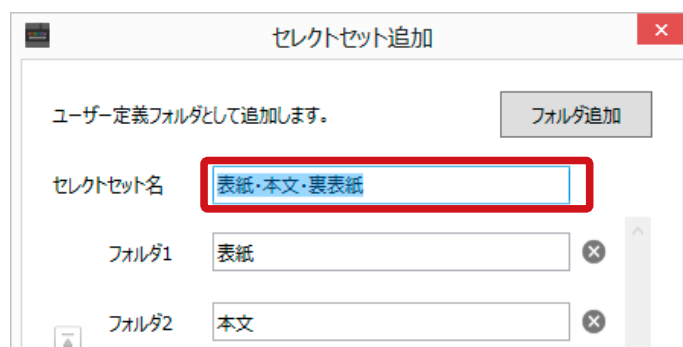 セレクトセット追加
ユーザー定義フォルダとして追加します。
フォルダ追加
セレクトセット名
表紙・本文・裏表紙
フォルダ1
表紙
フォルダ2
本文